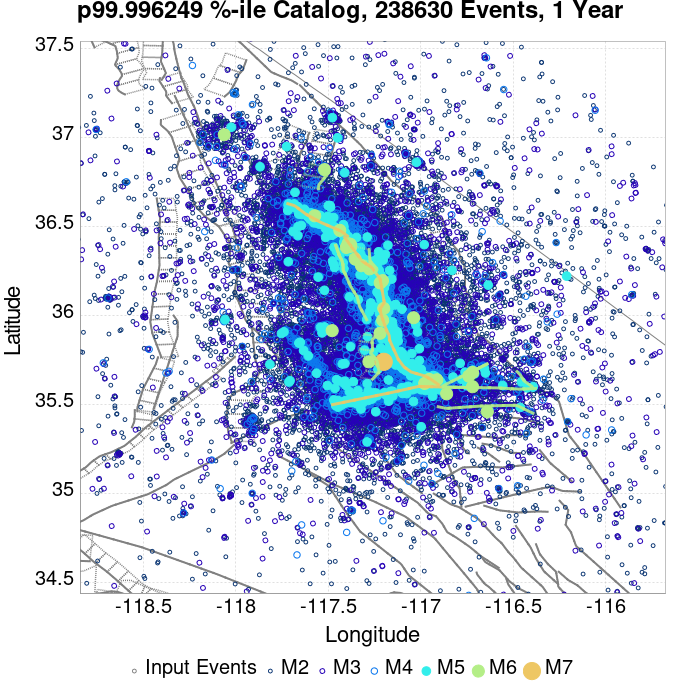 p99.996249 %-ile Catalog, 238630 Events, 1 Year
37.5
37
36.5
36
35.5
35
34.5
Latitude
-118.5 -118 -117.5 -117 -116.5 -116
Longitude
Input Events M2 M3 M4 M5 M6 M7